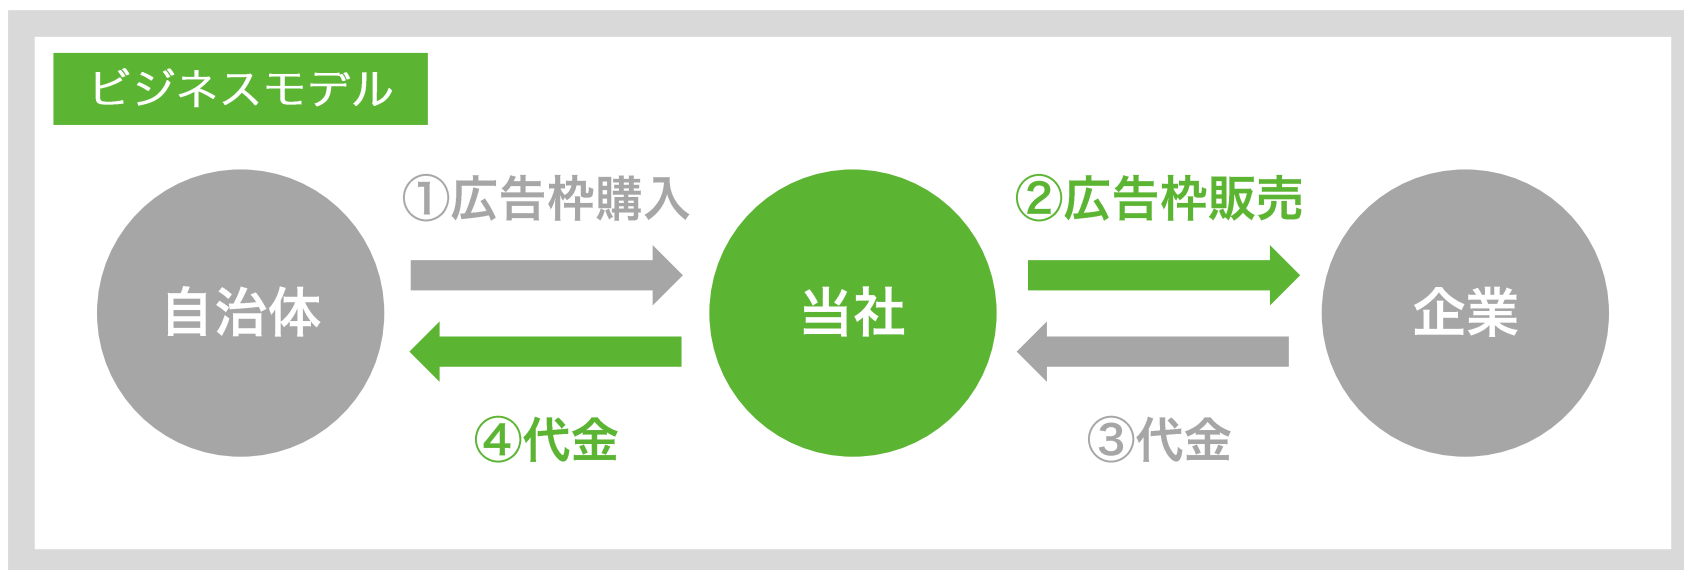 ビジネスモデル
①広告枠購入
②広告枠販売
自治体
当社
企業
④代金
③代金